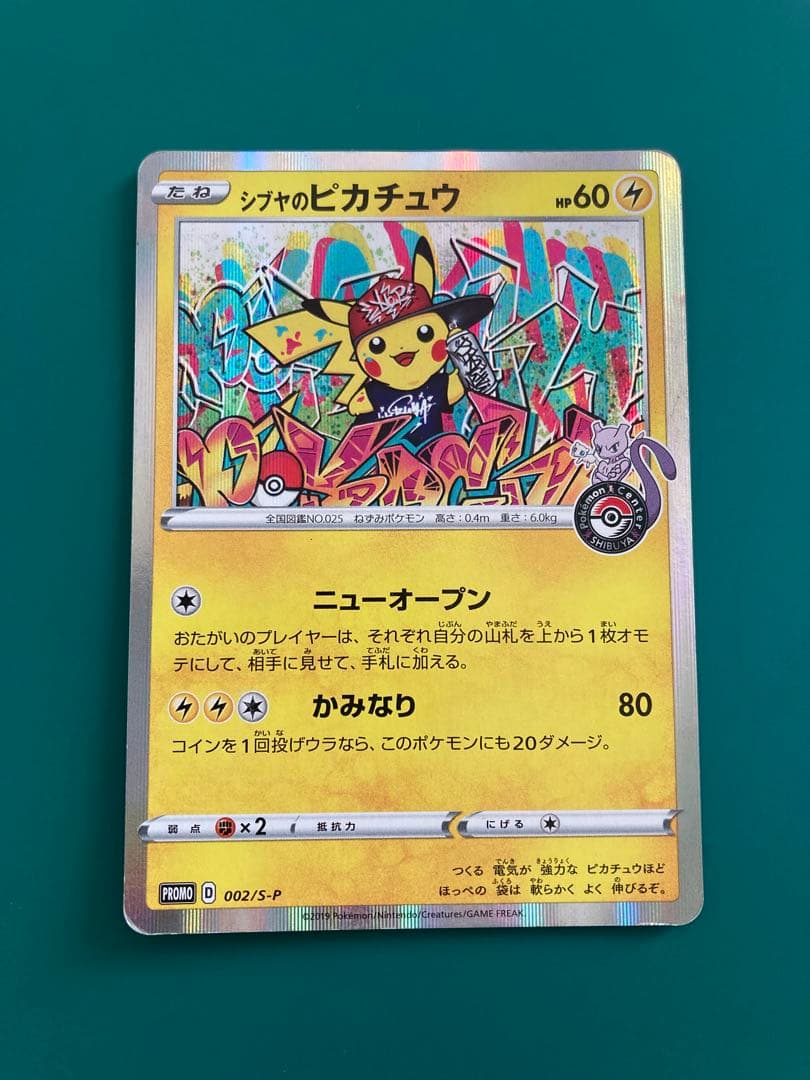 たね シブヤのピカチュウ HP60
全国図鑑NO.025 ねずみポケモン 高さ:0.4m 重さ:6.0kg
Pokémon Center
SHIBUYA
ニューオープン
おたがいのプレイヤーは、それぞれ自分の山札を上から1枚オモ
テにして、相手に見せて、手札に加える。
かみなり 80
コインを1回投げウラなら、このポケモンにも20ダメージ。
弱点 ×2 抵抗力 にげる
つくる 電気が 強力な ピカチュウほど
ほっぺの 袋は 軟らかく よく 伸びるぞ。
PROMO D 002/S-P
©2019 Pokémon/Nintendo/Creatures/GAME FREAK.